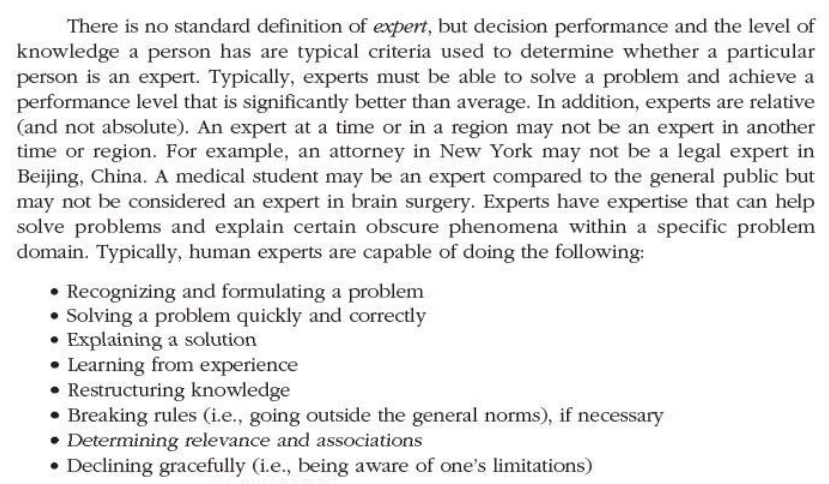 There is no standard definition of expert, but decision performance and the level of
knowledge a person has are typical criteria used to determine whether a particular
person is an expert. Typically, experts must be able to solve a problem and achieve a
performance level that is significantly better than average. In addition, experts are relative
(and not absolute). An expert at a time or in a region may not be an expert in another
time or region. For example, an attorney in New York may not be a legal expert in
Beijing, China. A medical student may be an expert compared to the general public but
may not be considered an expert in brain surgery. Experts have expertise that can help
solve problems and explain certain obscure phenomena within a specific problem
domain. Typically, human experts are capable of doing the following:
• Recognizing and formulating a problem
• Solving a problem quickly and correctly
• Explaining a solution
• Learning from experience
• Restructuring knowledge
• Breaking rules (i.e., going outside the general norms), if necessary
• Determining relevance and associations
• Declining gracefully (i.e., being aware of one's limitations)